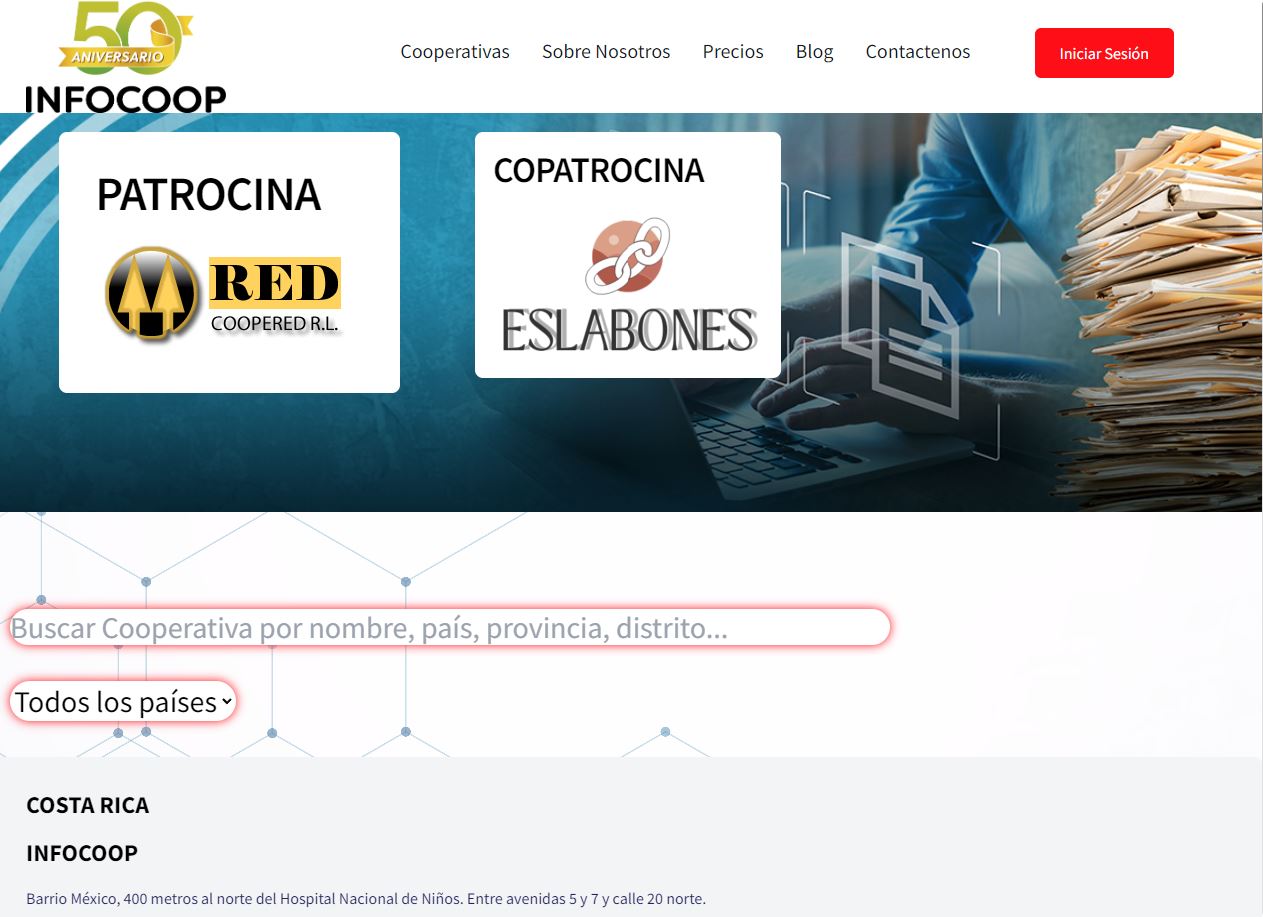 50
ANIVERSARIO
INFOCOOP
Cooperativas Sobre Nosotros Precios Blog Contactenos
Iniciar Sesión
PATROCINA
RED
COOPERED R.L.
COPATROCINA
ESLABONES
Buscar Cooperativa por nombre, país, provincia, distrito...
Todos los países
COSTA RICA
INFOCOOP
Barrio México, 400 metros al norte del Hospital Nacional de Niños. Entre avenidas 5 y 7 y calle 20 norte.